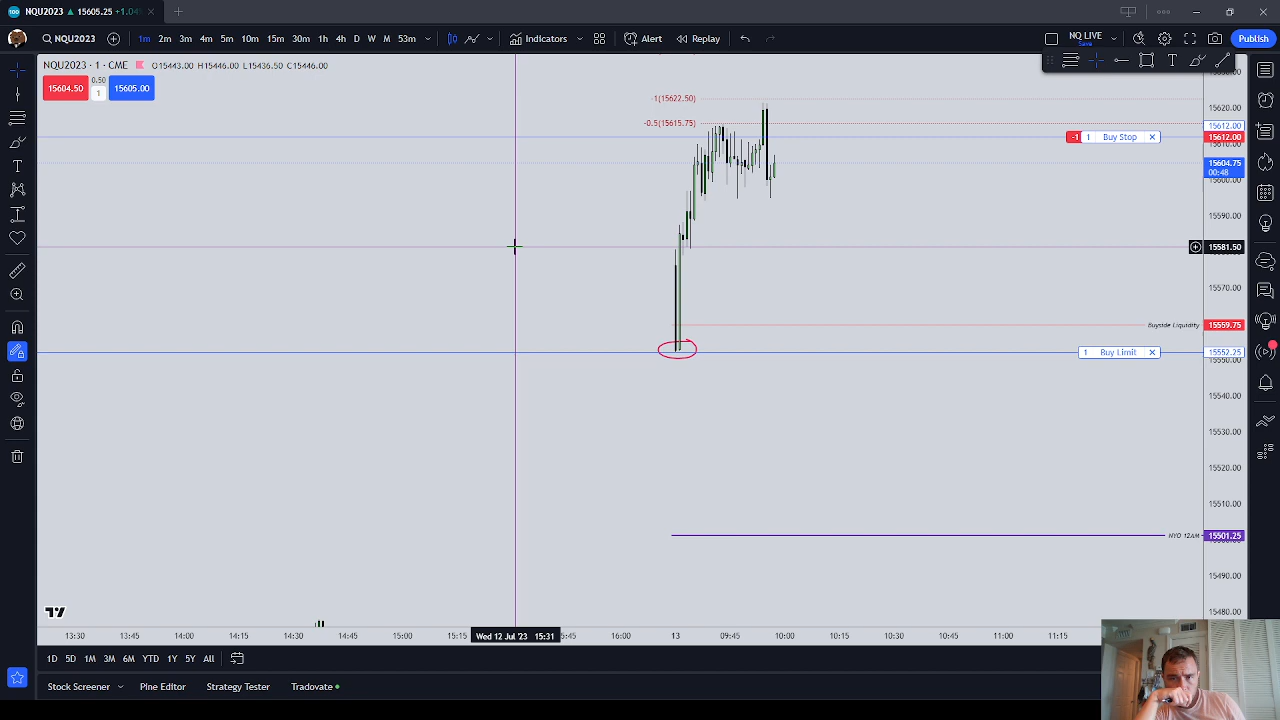 NQU2023 ▲ 15605.25 +1.04
NQU2023 1m 2m 3m 4m 5m 10m 15m 30m 1h 4h D W M 53m Indicators Alert Replay NQ LIVE Save Publish
NQU2023 · 1 · CME O15443.00 H15446.00 L15436.50 C15446.00
15604.50 0.50 1 15605.00
-1(15622.50)
15620.00
-0.5(15615.75)
15612.00
-1 1 Buy Stop 15612.00
15604.75
00:48
15600.00
15590.00
15581.50
15570.00
Buyside Liquidity 15559.75
1 Buy Limit 15552.25
15540.00
15530.00
15520.00
15510.00
NYO 12AM 15501.25
15490.00
15480.00
13:30 13:45 14:00 14:15 14:30 14:45 15:00 15:15 Wed 12 Jul '23 15:31 16:00 13 09:45 10:00 10:15 10:30 10:45 11:00 11:15
1D 5D 1M 3M 6M YTD 1Y 5Y All
Stock Screener Pine Editor Strategy Tester Tradovate